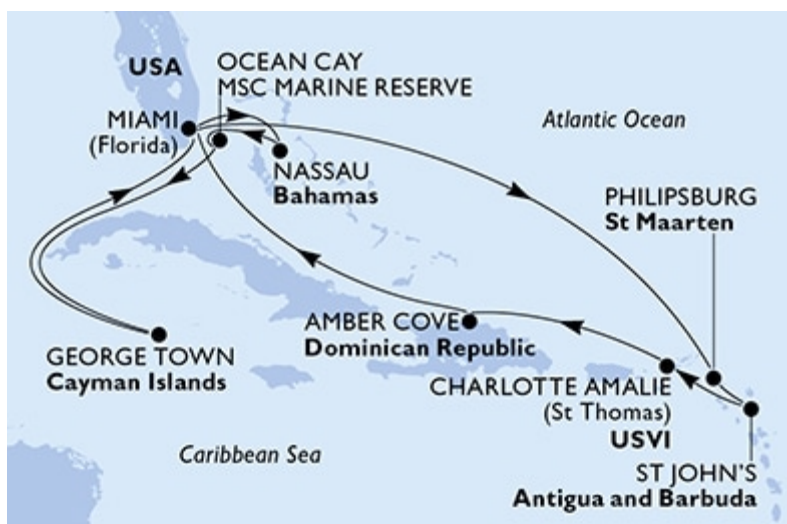 USA
OCEAN CAY
MSC MARINE RESERVE
MIAMI
(Florida)
Atlantic Ocean
NASSAU
Bahamas
PHILIPSBURG
St Maarten
AMBER COVE
Dominican Republic
GEORGE TOWN
Cayman Islands
CHARLOTTE AMALIE
(St Thomas)
USVI
Caribbean Sea
ST JOHN'S
Antigua and Barbuda